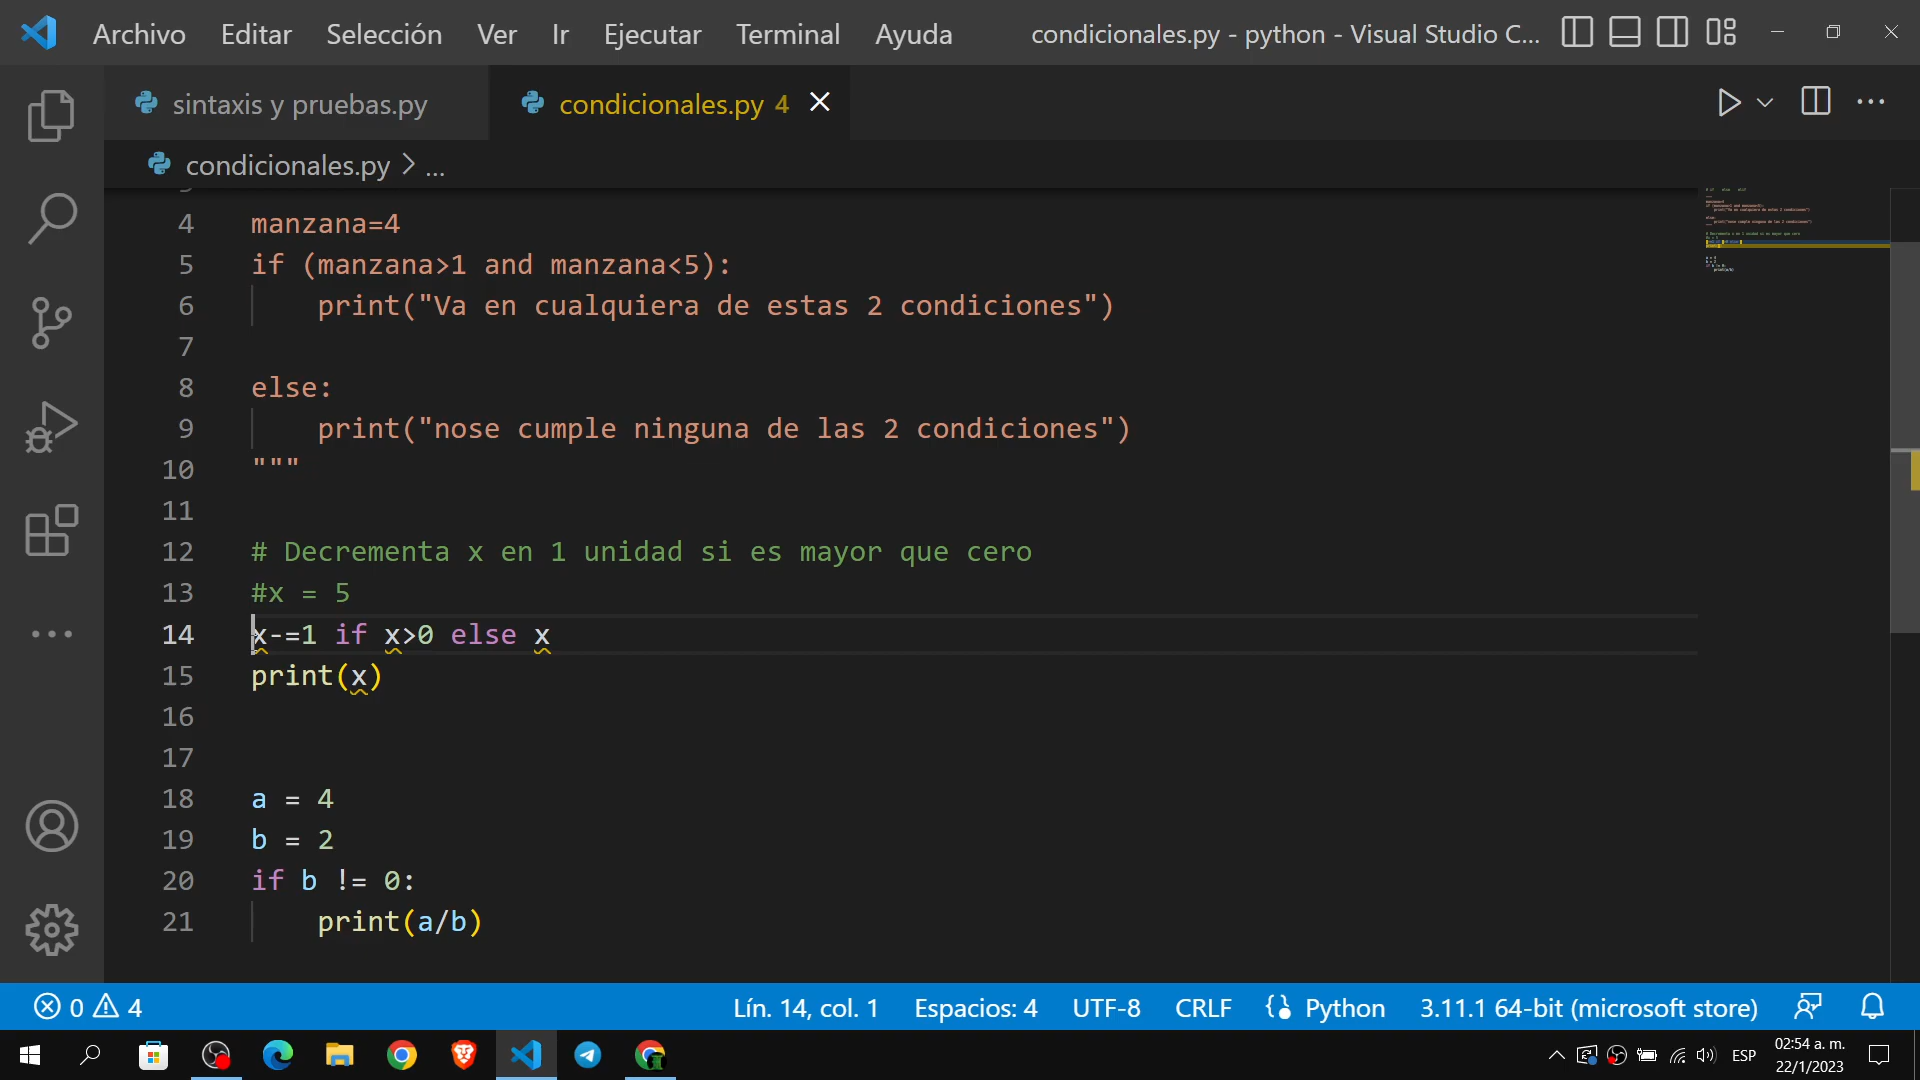 Archivo Editar Selección Ver Ir Ejecutar Terminal Ayuda condicionales.py - python - Visual Studio C...
sintaxis y pruebas.py condicionales.py 4
condicionales.py > ...
4 manzana=4
5 if (manzana>1 and manzana<5):
6 print("Va en cualquiera de estas 2 condiciones")
7
8 else:
9 print("nose cumple ninguna de las 2 condiciones")
10 """
11
12 # Decrementa x en 1 unidad si es mayor que cero
13 #x = 5
14 x-=1 if x>0 else x
15 print(x)
16
17
18 a = 4
19 b = 2
20 if b != 0:
21 print(a/b)
0 4 Lín. 14, col. 1 Espacios: 4 UTF-8 CRLF Python 3.11.1 64-bit (microsoft store)
ESP 02:54 a. m.
22/1/2023